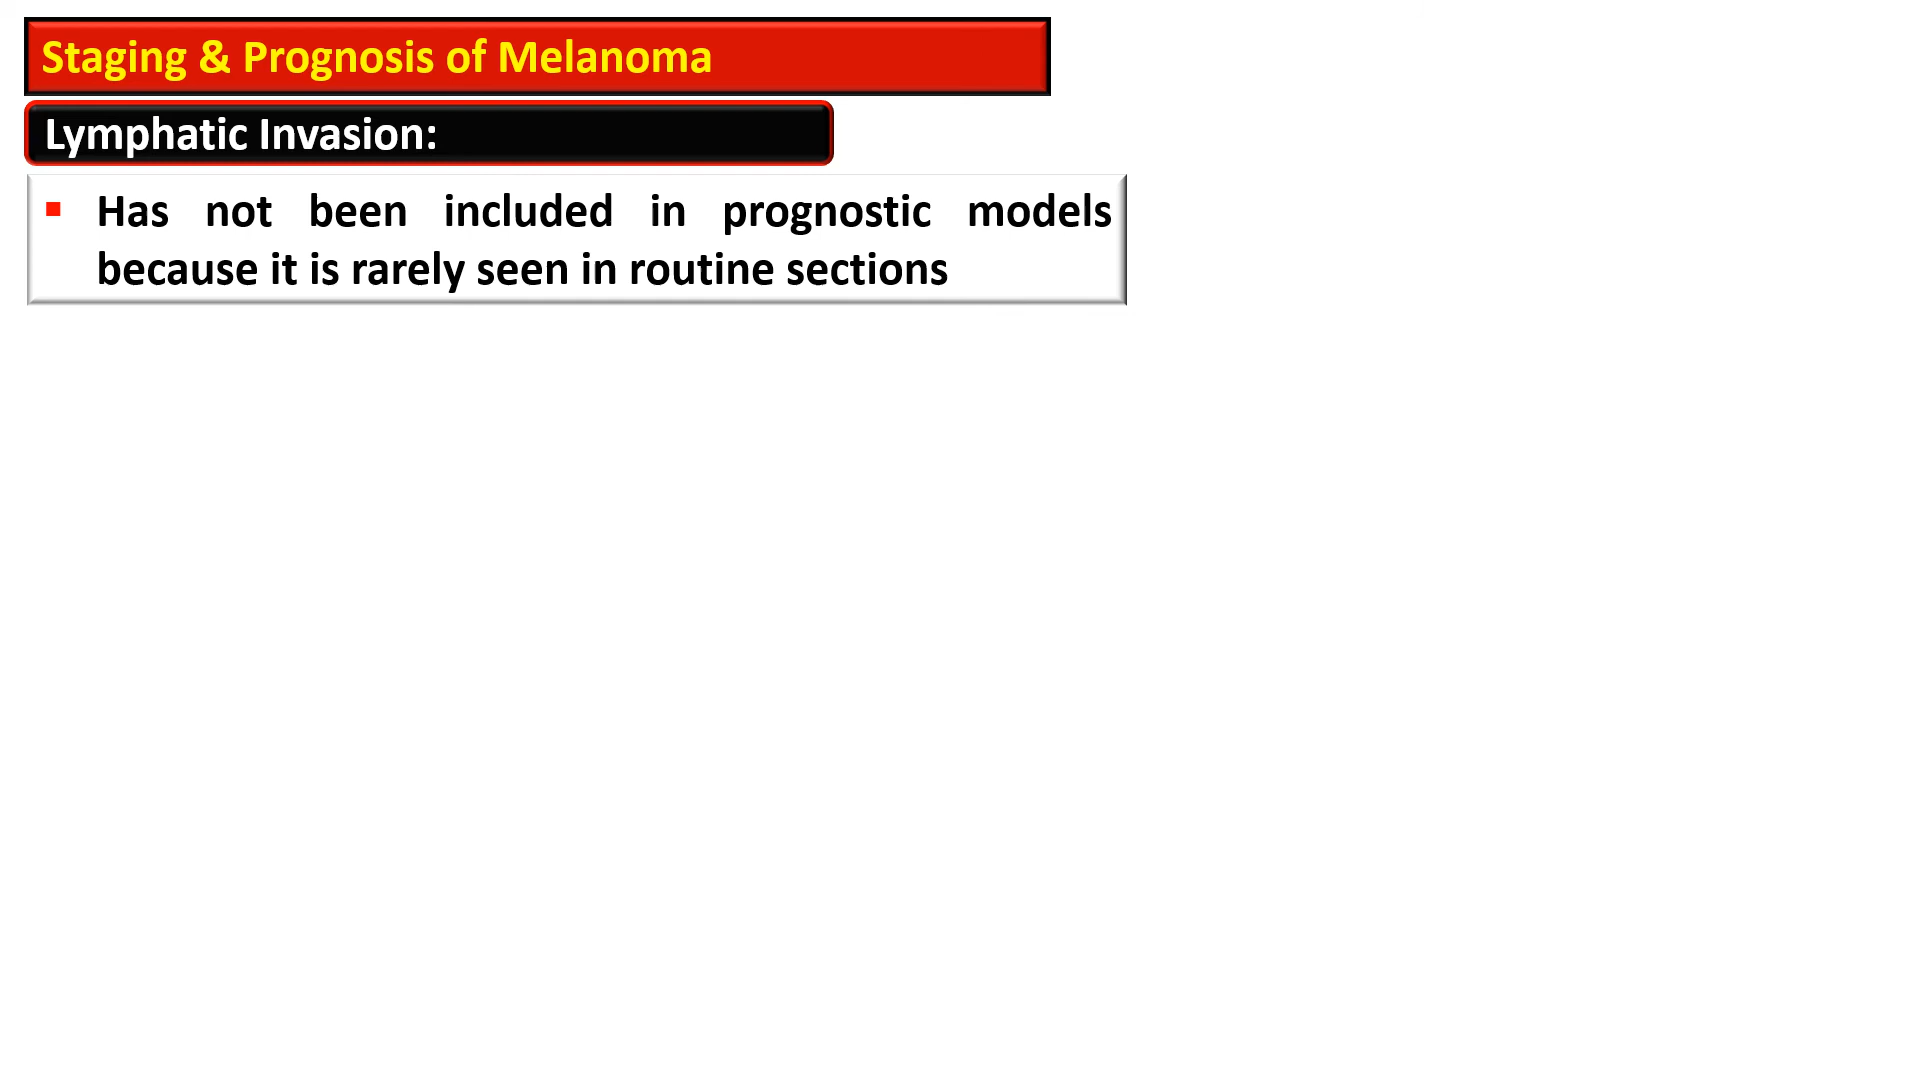 Staging & Prognosis of Melanoma
Lymphatic Invasion:
▪ Has not been included in prognostic models
because it is rarely seen in routine sections